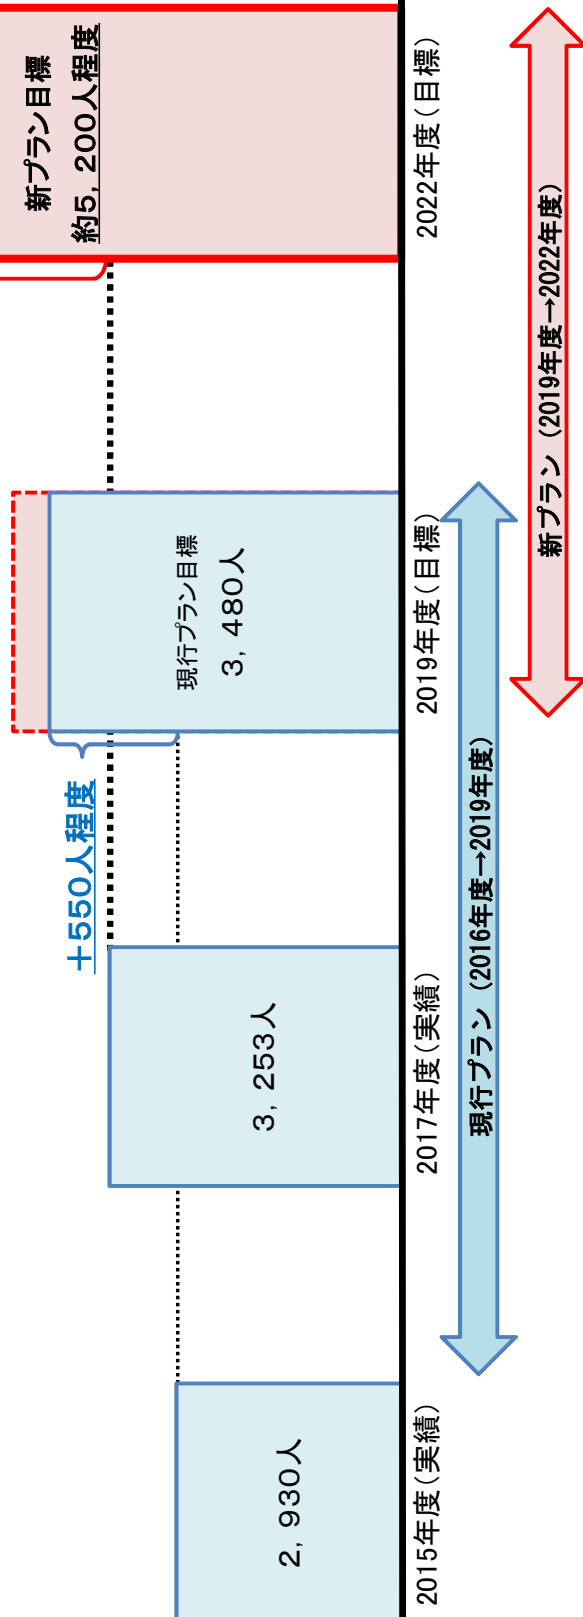 2,930人
2015年度(実績)
3,253人
2017年度(実績)
+550人程度
現行プラン目標
3,480人
2019年度(目標)
新プラン目標
約5,200人程度
2022年度(目標)
現行プラン(2016年度→2019年度)
新プラン(2019年度→2022年度)